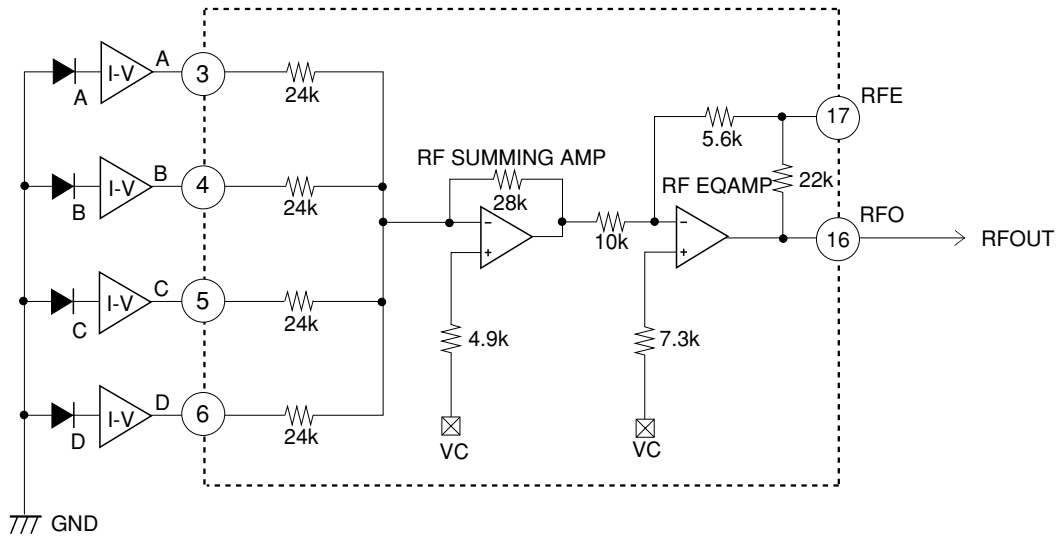 I-V
A
A
3
24k
I-V
B
B
4
24k
I-V
C
C
5
24k
I-V
D
D
6
24k
RF SUMMING AMP
28k
4.9k
VC
10k
RF EQAMP
7.3k
VC
5.6k
22k
17
RFE
16
RFO
RFOUT
GND